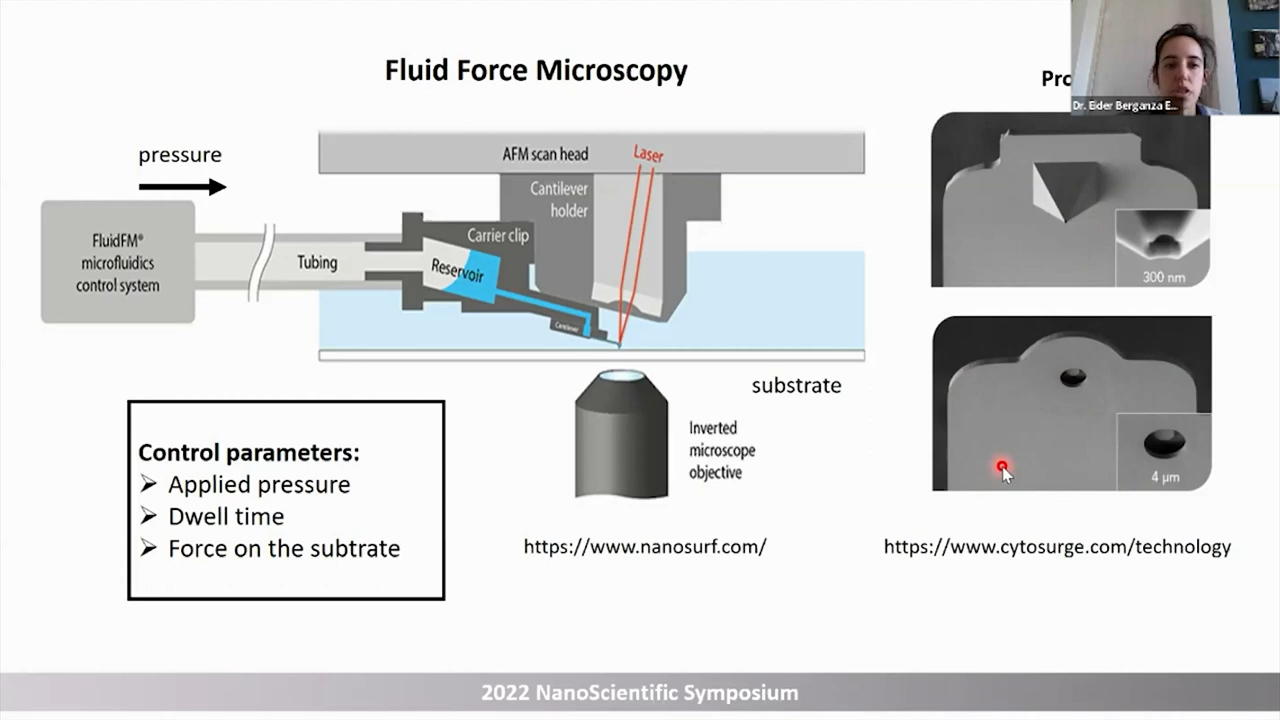 Fluid Force Microscopy
Pro
Dr. Eider Berganza E...
pressure
AFM scan head
Laser
Cantilever
holder
Carrier clip
FluidFM®
microfluidics
control system
Tubing
Reservoir
Cantilever
300 nm
substrate
Inverted
microscope
objective
4 µm
Control parameters:
➢ Applied pressure
➢ Dwell time
➢ Force on the subtrate
https://www.nanosurf.com/
https://www.cytosurge.com/technology
2022 NanoScientific Symposium